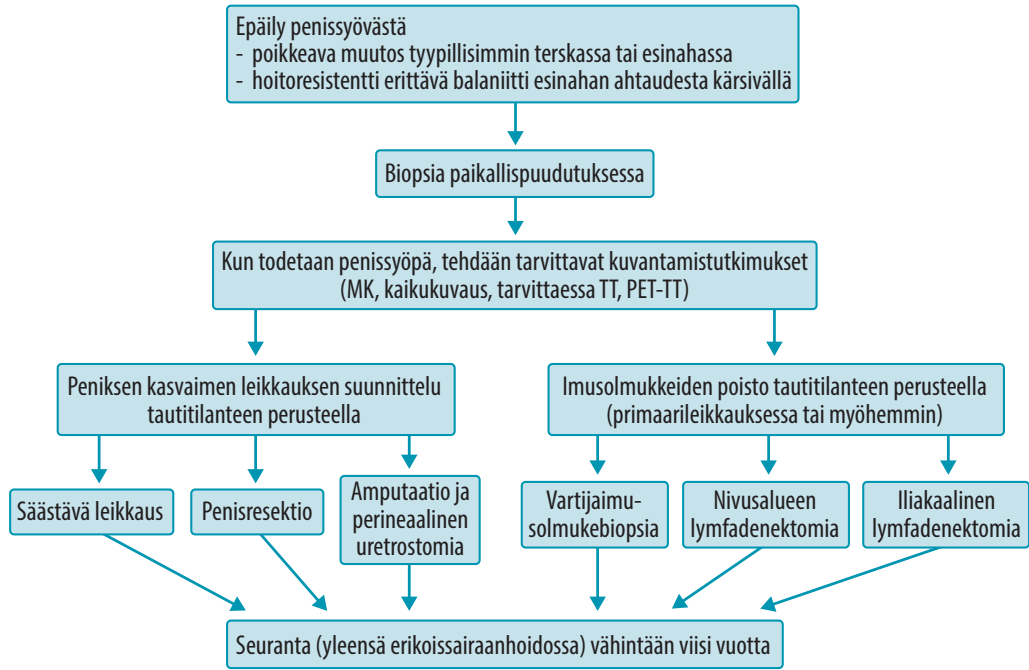 Epäily penissyövästä
- poikkeava muutos tyypillisimmin terskassa tai esinahassa
- hoitoresistentti erittävä balaniitti esinahan ahtaudesta kärsivällä
Biopsia paikallispuudutuksessa
Kun todetaan penissyöpä, tehdään tarvittavat kuvantamistutkimukset
(MK, kaikukuvaus, tarvittaessa TT, PET-TT)
Peniksen kasvaimen leikkauksen suunnittelu
tautitilanteen perusteella
Imusolmukkeiden poisto tautitilanteen perusteella
(primaarileikkauksessa tai myöhemmin)
Säästävä leikkaus
Penisresektio
Amputaatio ja
perineaalinen
uretrostomia
Vartijaimu-
solmukebiopsia
Nivusalueen
lymfadenektomia
Iliakaalinen
lymfadenektomia
Seuranta (yleensä erikoissairaanhoidossa) vähintään viisi vuotta